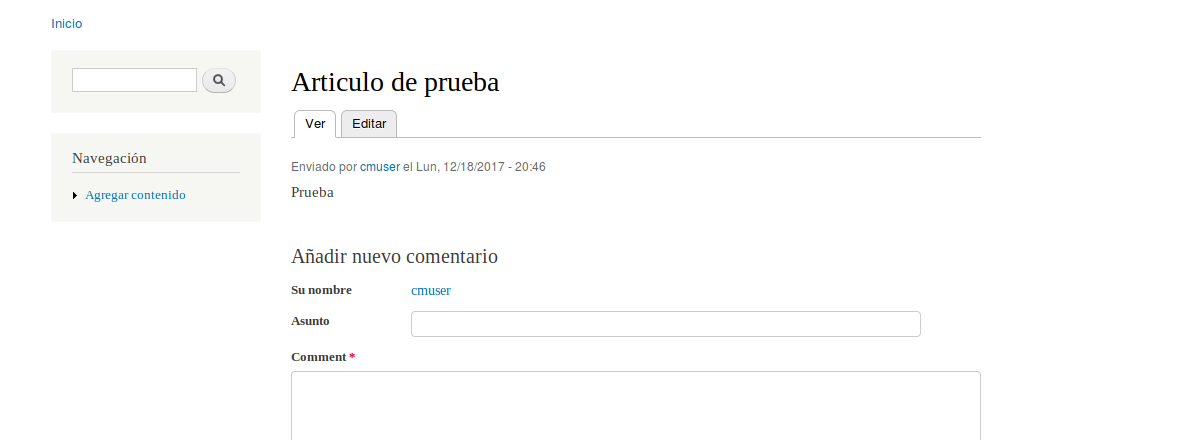 Inicio
Articulo de prueba
Ver Editar
Navegación
Agregar contenido
Enviado por cmuser el Lun, 12/18/2017 - 20:46
Prueba
Añadir nuevo comentario
Su nombre cmuser
Asunto
Comment *